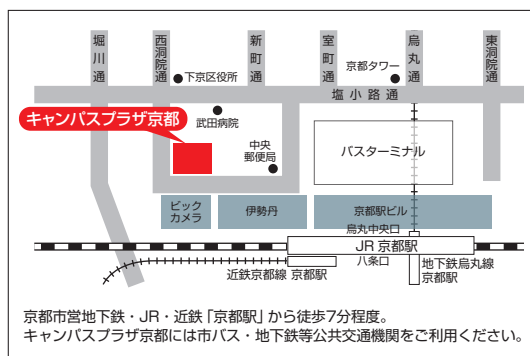 堀川通
西洞院通
新町通
室町通
烏丸通
東洞院通
下京区役所
京都タワー
塩小路通
キャンパスプラザ京都
武田病院
中央
郵便局
バスターミナル
ビック
カメラ
伊勢丹
京都駅ビル
烏丸中央口
JR 京都駅
八条口
近鉄京都線 京都駅
地下鉄烏丸線
京都駅
京都市営地下鉄・JR・近鉄「京都駅」から徒歩7分程度。
キャンパスプラザ京都には市バス・地下鉄等公共交通機関をご利用ください。